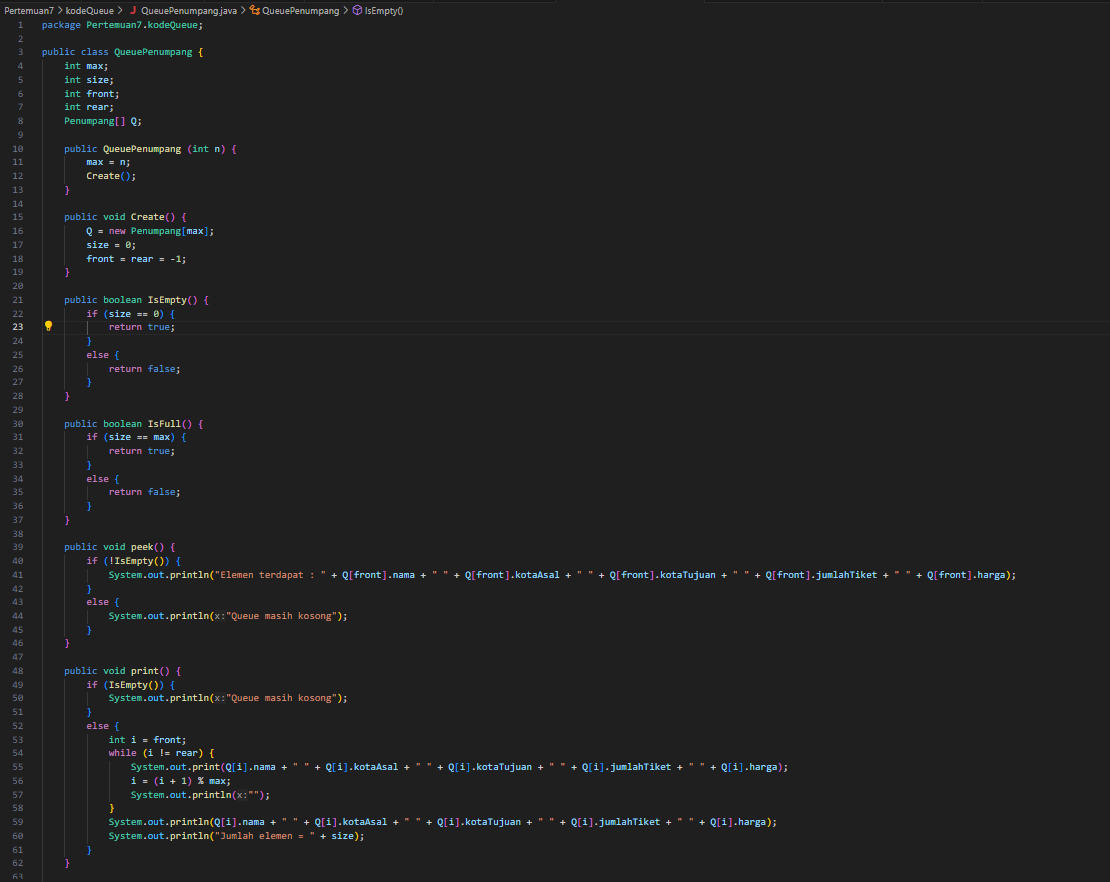 Pertemuan7 > kodeQueue > J QueuePenumpang.java > QueuePenumpang > IsEmpty()
1 package Pertemuan7.kodeQueue;
2
3 public class QueuePenumpang {
4     int max;
5     int size;
6     int front;
7     int rear;
8     Penumpang[] Q;
9
10     public QueuePenumpang (int n) {
11         max = n;
12         Create();
13     }
14
15     public void Create() {
16         Q = new Penumpang[max];
17         size = 0;
18         front = rear = -1;
19     }
20
21     public boolean IsEmpty() {
22         if (size == 0) {
23             return true;
24         }
25         else {
26             return false;
27         }
28     }
29
30     public boolean IsFull() {
31         if (size == max) {
32             return true;
33         }
34         else {
35             return false;
36         }
37     }
38
39     public void peek() {
40         if (!IsEmpty()) {
41             System.out.println("Elemen terdapat : " + Q[front].nama + " " + Q[front].kotaAsal + " " + Q[front].kotaTujuan + " " + Q[front].jumlahTiket + " " + Q[front].harga);
42         }
43         else {
44             System.out.println(x:"Queue masih kosong");
45         }
46     }
47
48     public void print() {
49         if (IsEmpty()) {
50             System.out.println(x:"Queue masih kosong");
51         }
52         else {
53             int i = front;
54             while (i != rear) {
55                 System.out.print(Q[i].nama + " " + Q[i].kotaAsal + " " + Q[i].kotaTujuan + " " + Q[i].jumlahTiket + " " + Q[i].harga);
56                 i = (i + 1) % max;
57                 System.out.println(x:"");
58             }
59             System.out.println(Q[i].nama + " " + Q[i].kotaAsal + " " + Q[i].kotaTujuan + " " + Q[i].jumlahTiket + " " + Q[i].harga);
60             System.out.println("Jumlah elemen = " + size);
61         }
62     }
63